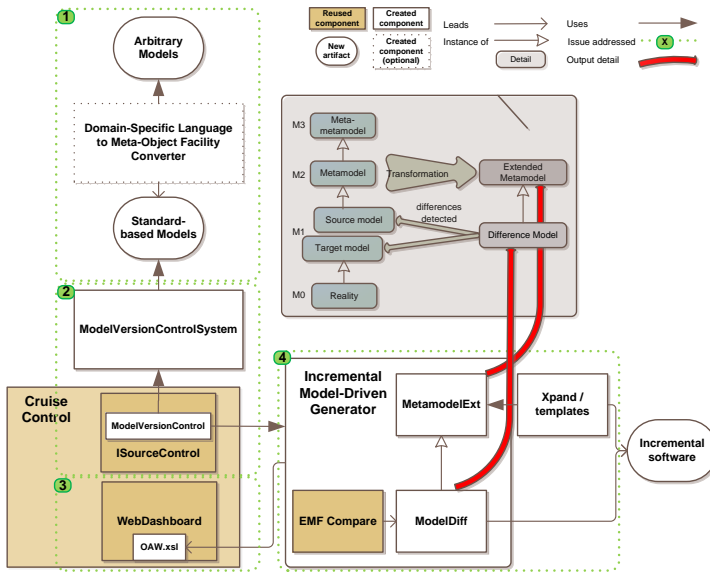 Reused
component
Created
component
Leads
Uses
New
artifact
Created
component
(optional)
Instance of
Issue addressed
X
Detail
Output detail
1
Arbitrary
Models
Domain-Specific Language
to Meta-Object Facility
Converter
Standard-
based Models
M3
Meta-
metamodel
M2
Metamodel
Transformation
Extended
Metamodel
Source model
differences
detected
M1
Target model
Difference Model
M0
Reality
2
ModelVersionControlSystem
Cruise
Control
ModelVersionControl
ISourceControl
3
WebDashboard
OAW.xsl
4
Incremental
Model-Driven
Generator
MetamodelExt
Xpand /
templates
Incremental
software
EMF Compare
ModelDiff